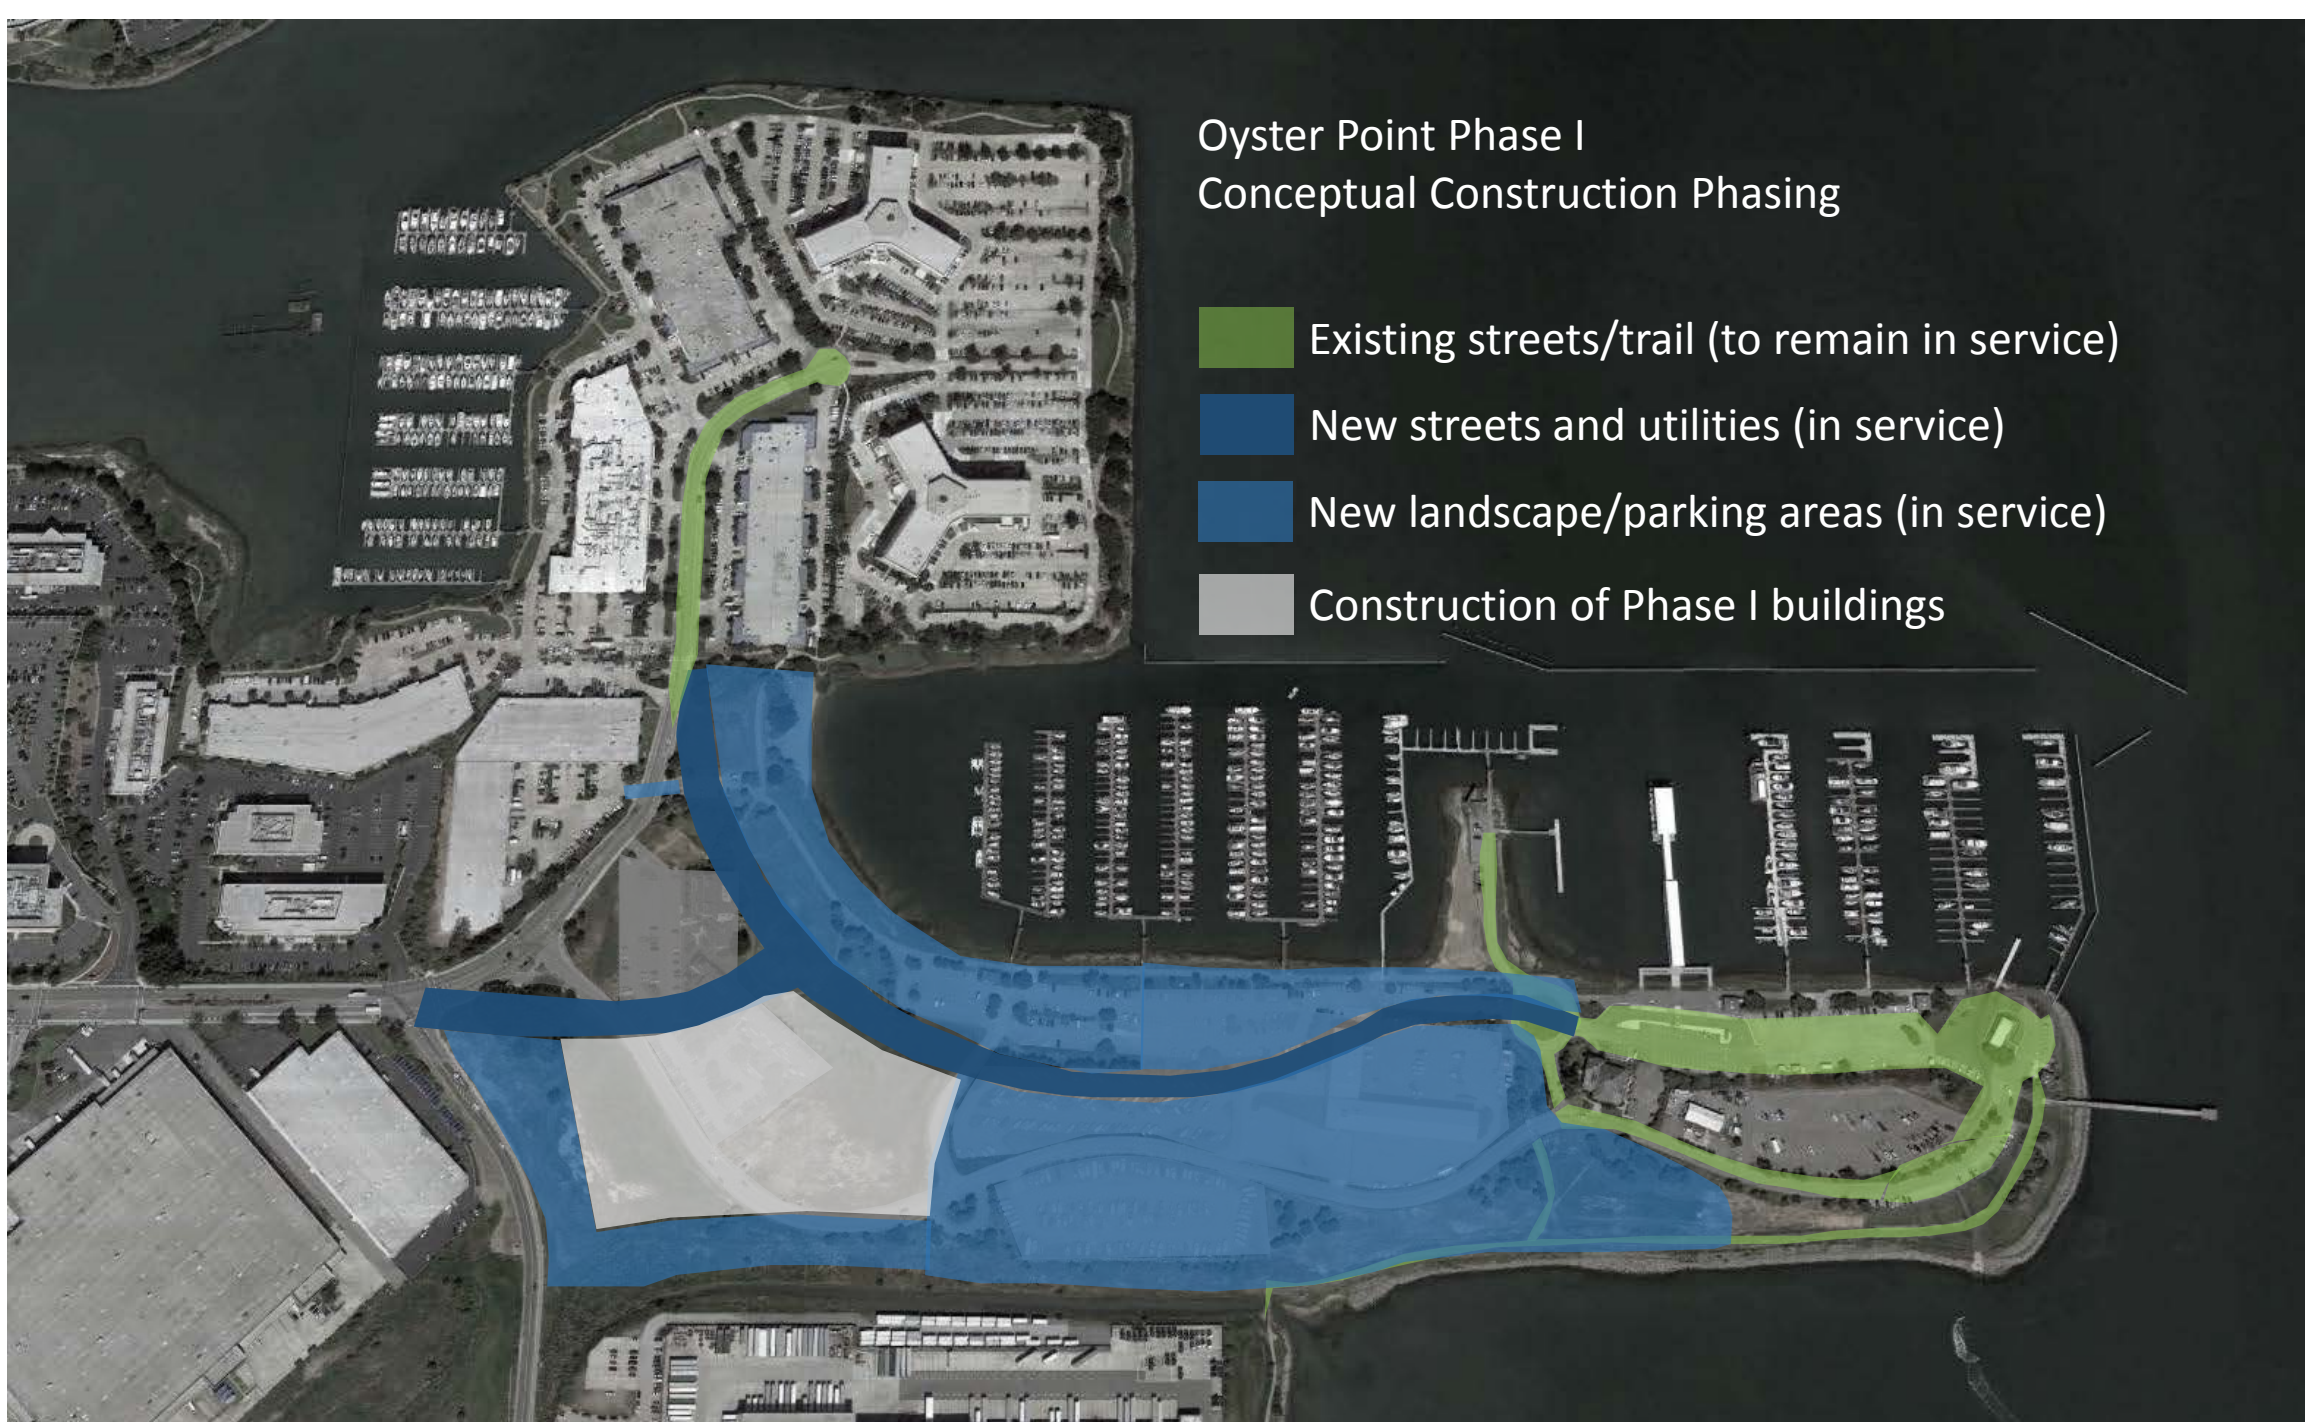 Oyster Point Phase I
Conceptual Construction Phasing
Existing streets/trail (to remain in service)
New streets and utilities (in service)
New landscape/parking areas (in service)
Construction of Phase I buildings